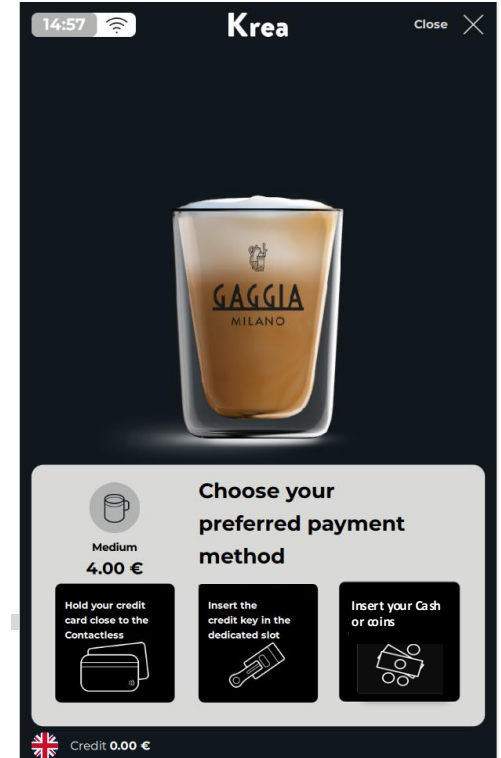 14:57
Krea
Close
GAGGIA
MILANO
Choose your
preferred payment
method
Medium
4.00 €
Hold your credit
card close to the
Contactless
Insert the
credit key in the
dedicated slot
Insert your Cash
or coins
Credit 0.00 €